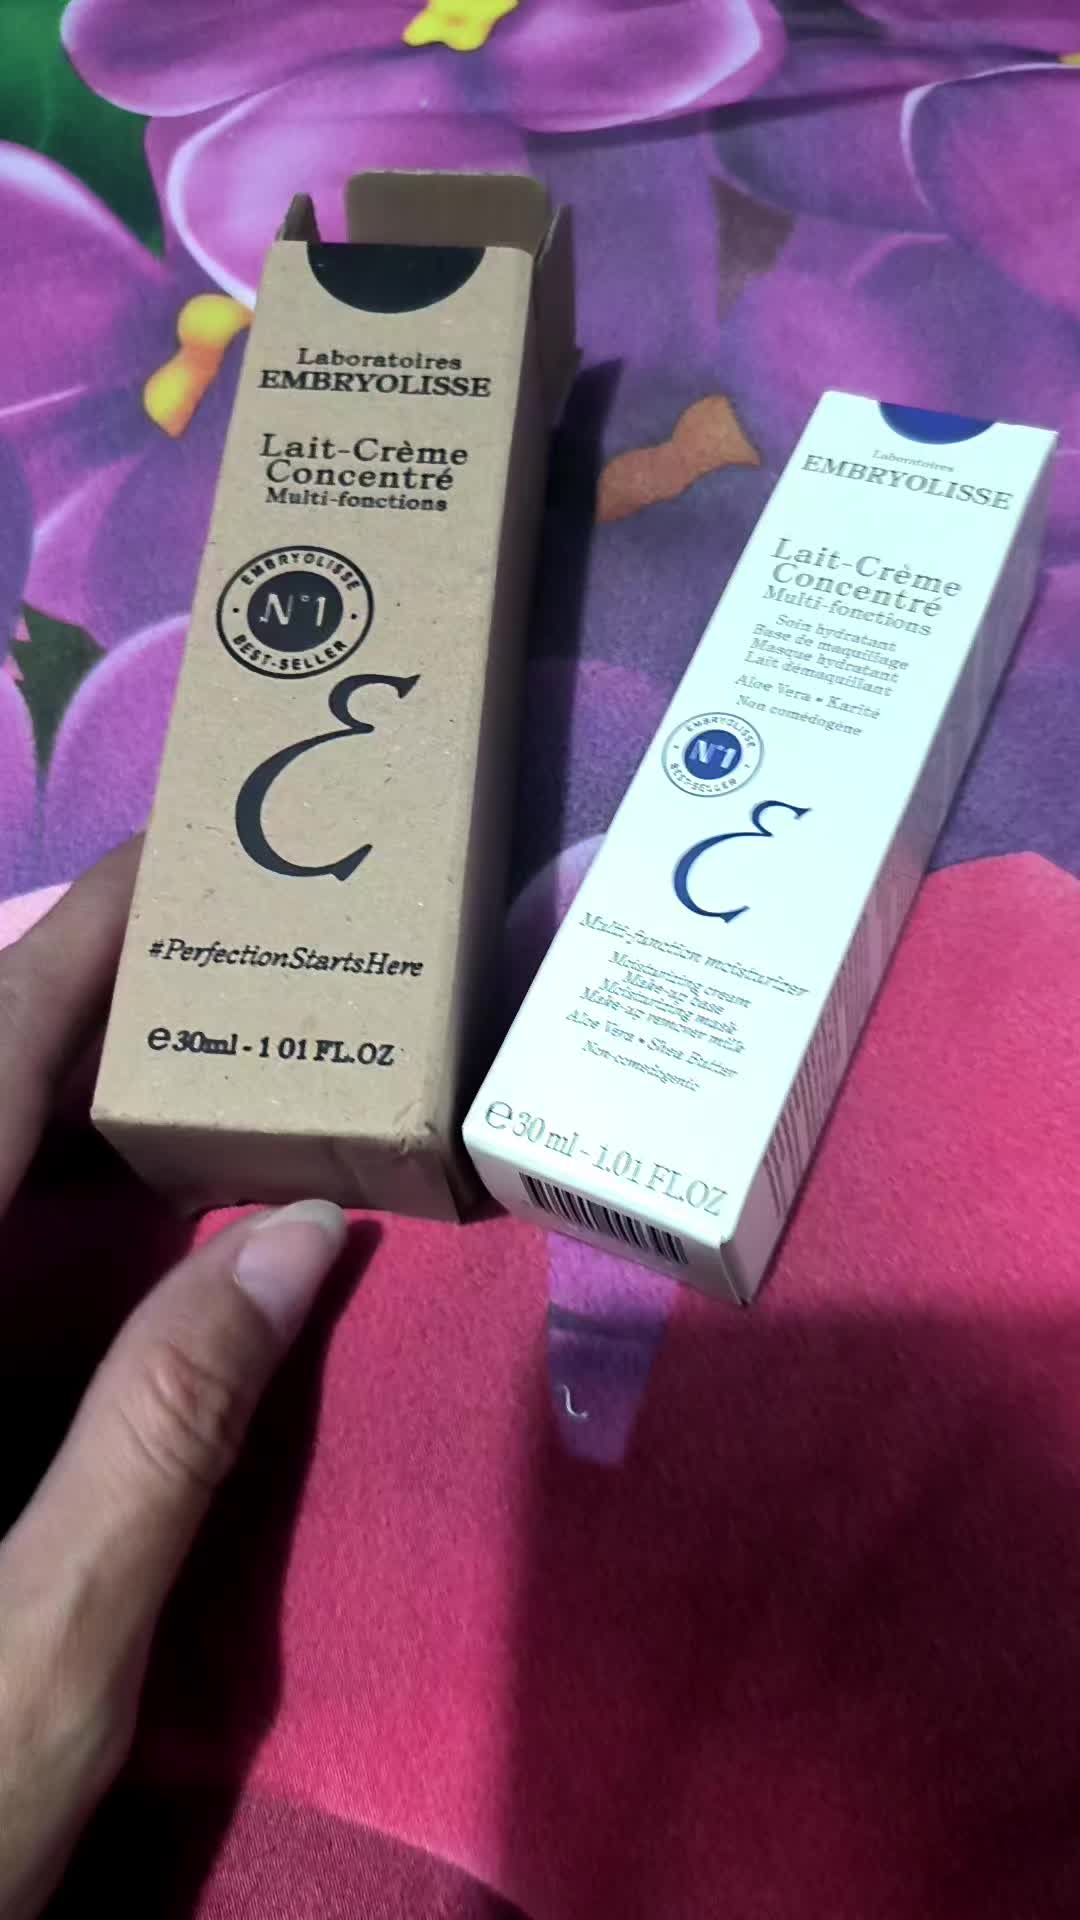 Laboratoires
EMBRYOLISSE
Lait-Crème
Concentré
Multi-fonctions
EMBRYOLISSE
N°1
BEST-SELLER
ε
#PerfectionStartsHere
e30ml - 1 01 FL.OZ
Laboratoires
EMBRYOLISSE
Lait-Crème
Concentré
Multi-fonctions
Soin hydratant
Base de maquillage
Masque hydratant
Lait démaquillant
Aloe Vera • Karité
Non comédogène
EMBRYOLISSE
N°1
BEST-SELLER
ε
Multi-function moisturizer
Moisturizing cream
Make-up base
Moisturizing mask
Make-up remover milk
Aloe Vera • Shea Butter
Non-comedogenic
e30 ml - 1.01 FL.OZ